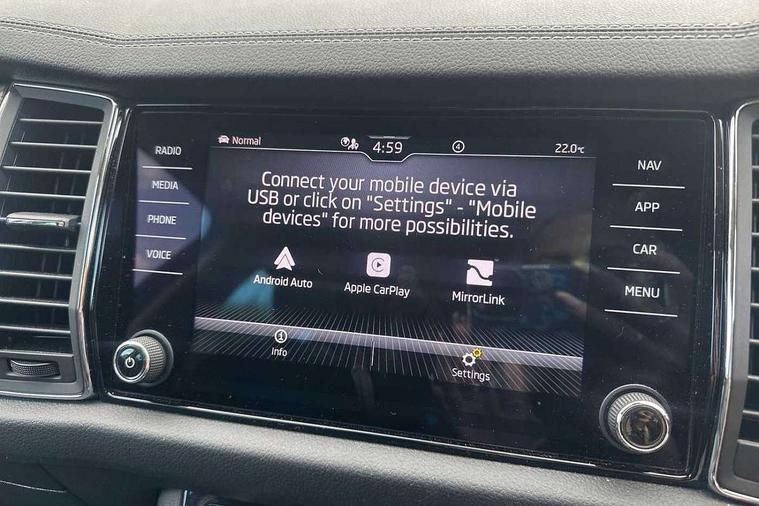 Normal
4:59
4
22.0°C
RADIO
MEDIA
PHONE
VOICE
Connect your mobile device via
USB or click on "Settings" - "Mobile
devices" for more possibilities.
Android Auto
Apple CarPlay
MirrorLink
Info
Settings
NAV
APP
CAR
MENU